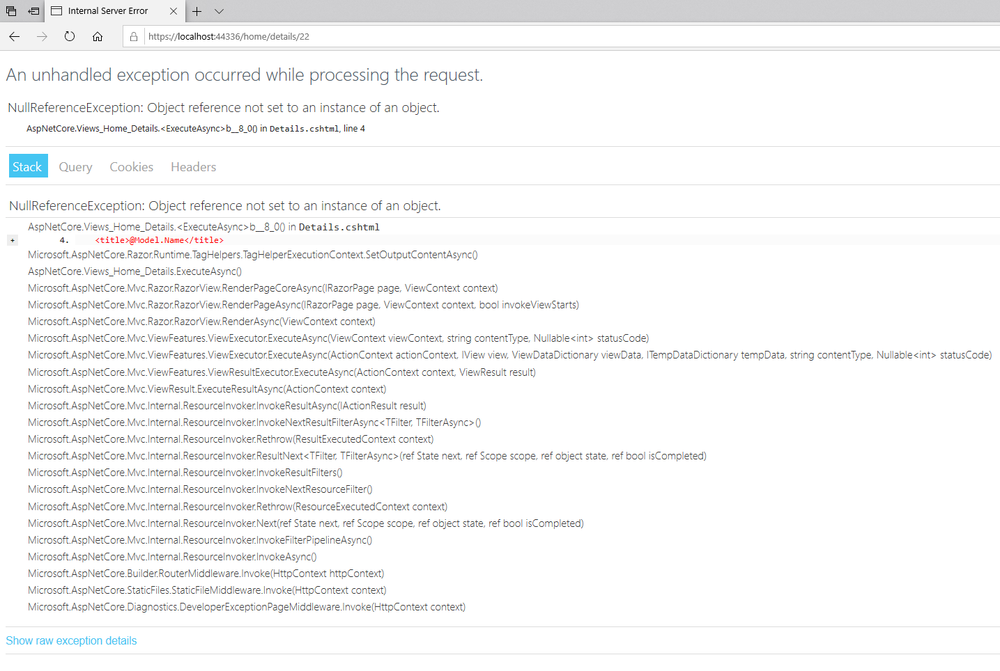 Internal Server Error
https://localhost:44336/home/details/22
An unhandled exception occurred while processing the request.
NullReferenceException: Object reference not set to an instance of an object.
AspNetCore.Views_Home_Details.<ExecuteAsync>b__8_0() in Details.cshtml, line 4
Stack Query Cookies Headers
NullReferenceException: Object reference not set to an instance of an object.
AspNetCore.Views_Home_Details.<ExecuteAsync>b__8_0() in Details.cshtml
+ 4. <title>@Model.Name</title>
Microsoft.AspNetCore.Razor.Runtime.TagHelpers.TagHelperExecutionContext.SetOutputContentAsync()
AspNetCore.Views_Home_Details.ExecuteAsync()
Microsoft.AspNetCore.Mvc.Razor.RazorView.RenderPageCoreAsync(IRazorPage page, ViewContext context)
Microsoft.AspNetCore.Mvc.Razor.RazorView.RenderPageAsync(IRazorPage page, ViewContext context, bool invokeViewStarts)
Microsoft.AspNetCore.Mvc.Razor.RazorView.RenderAsync(ViewContext context)
Microsoft.AspNetCore.Mvc.ViewFeatures.ViewExecutor.ExecuteAsync(ViewContext viewContext, string contentType, Nullable<int> statusCode)
Microsoft.AspNetCore.Mvc.ViewFeatures.ViewExecutor.ExecuteAsync(ActionContext actionContext, IView view, ViewDataDictionary viewData, ITempDataDictionary tempData, string contentType, Nullable<int> statusCode)
Microsoft.AspNetCore.Mvc.ViewFeatures.ViewResultExecutor.ExecuteAsync(ActionContext context, ViewResult result)
Microsoft.AspNetCore.Mvc.ViewResult.ExecuteResultAsync(ActionContext context)
Microsoft.AspNetCore.Mvc.Internal.ResourceInvoker.InvokeResultAsync(IActionResult result)
Microsoft.AspNetCore.Mvc.Internal.ResourceInvoker.InvokeNextResultFilterAsync<TFilter, TFilterAsync>()
Microsoft.AspNetCore.Mvc.Internal.ResourceInvoker.Rethrow(ResultExecutedContext context)
Microsoft.AspNetCore.Mvc.Internal.ResourceInvoker.ResultNext<TFilter, TFilterAsync>(ref State next, ref Scope scope, ref object state, ref bool isCompleted)
Microsoft.AspNetCore.Mvc.Internal.ResourceInvoker.InvokeResultFilters()
Microsoft.AspNetCore.Mvc.Internal.ResourceInvoker.InvokeNextResourceFilter()
Microsoft.AspNetCore.Mvc.Internal.ResourceInvoker.Rethrow(ResourceExecutedContext context)
Microsoft.AspNetCore.Mvc.Internal.ResourceInvoker.Next(ref State next, ref Scope scope, ref object state, ref bool isCompleted)
Microsoft.AspNetCore.Mvc.Internal.ResourceInvoker.InvokeFilterPipelineAsync()
Microsoft.AspNetCore.Mvc.Internal.ResourceInvoker.InvokeAsync()
Microsoft.AspNetCore.Builder.RouterMiddleware.Invoke(HttpContext httpContext)
Microsoft.AspNetCore.StaticFiles.StaticFileMiddleware.Invoke(HttpContext context)
Microsoft.AspNetCore.Diagnostics.DeveloperExceptionPageMiddleware.Invoke(HttpContext context)
Show raw exception details